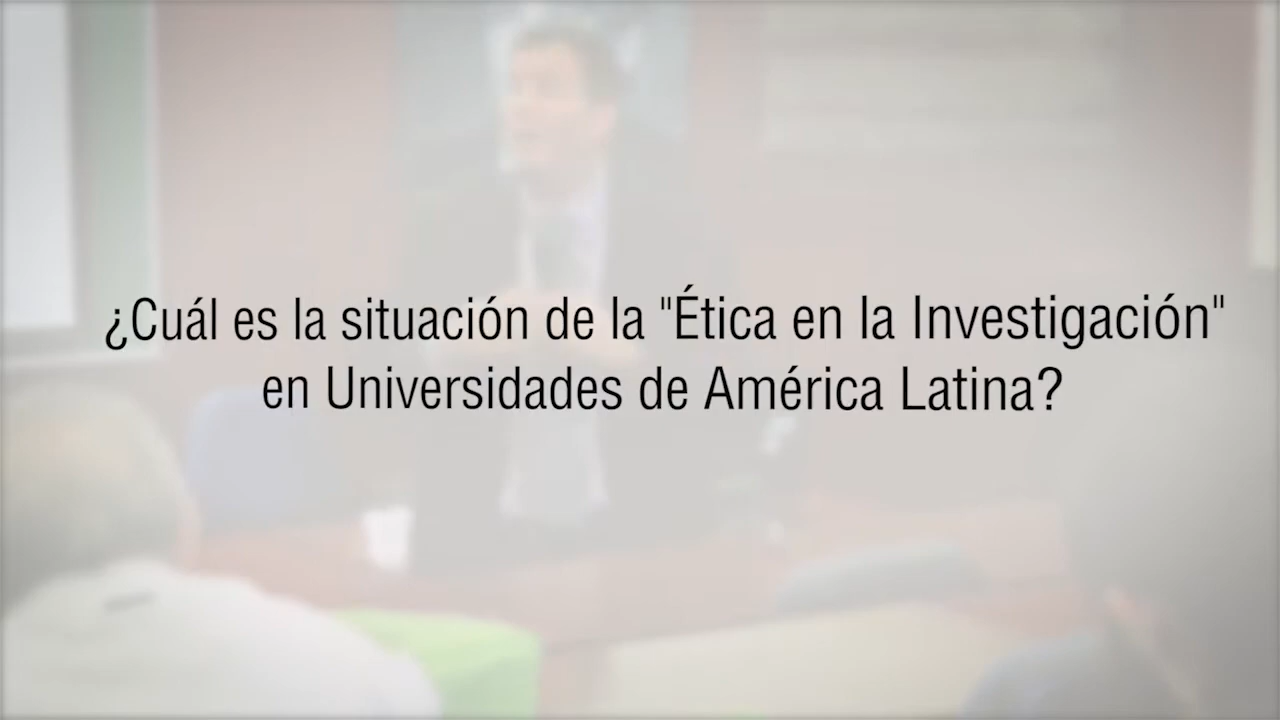 ¿Cuál es la situación de la "Ética en la Investigación"
en Universidades de América Latina?